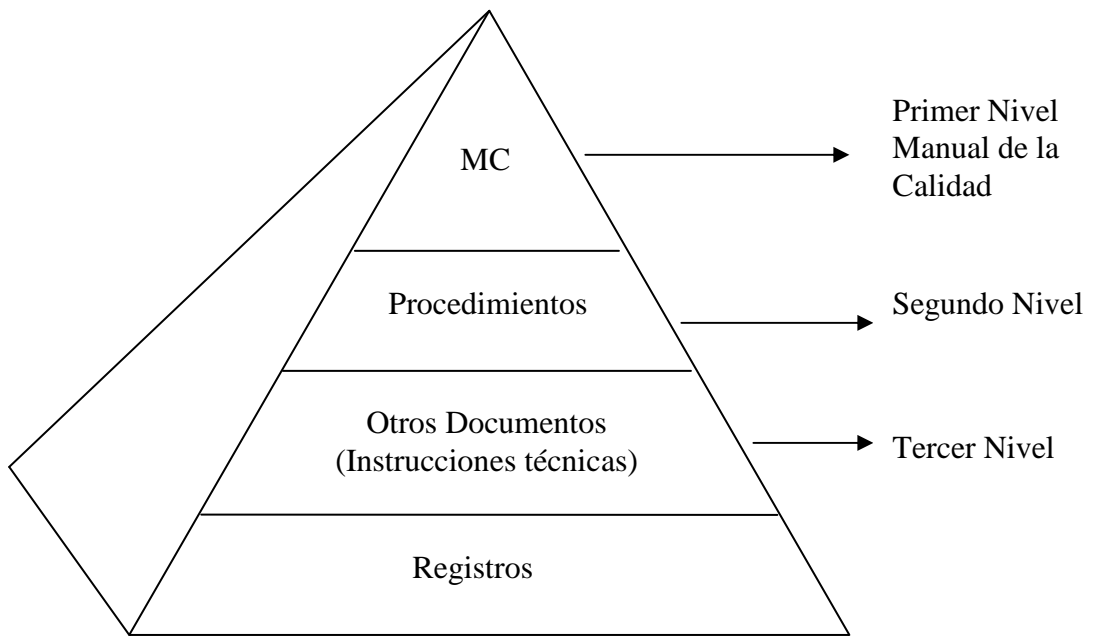 MC
Primer Nivel
Manual de la
Calidad
Procedimientos
Segundo Nivel
Otros Documentos
(Instrucciones técnicas)
Tercer Nivel
Registros